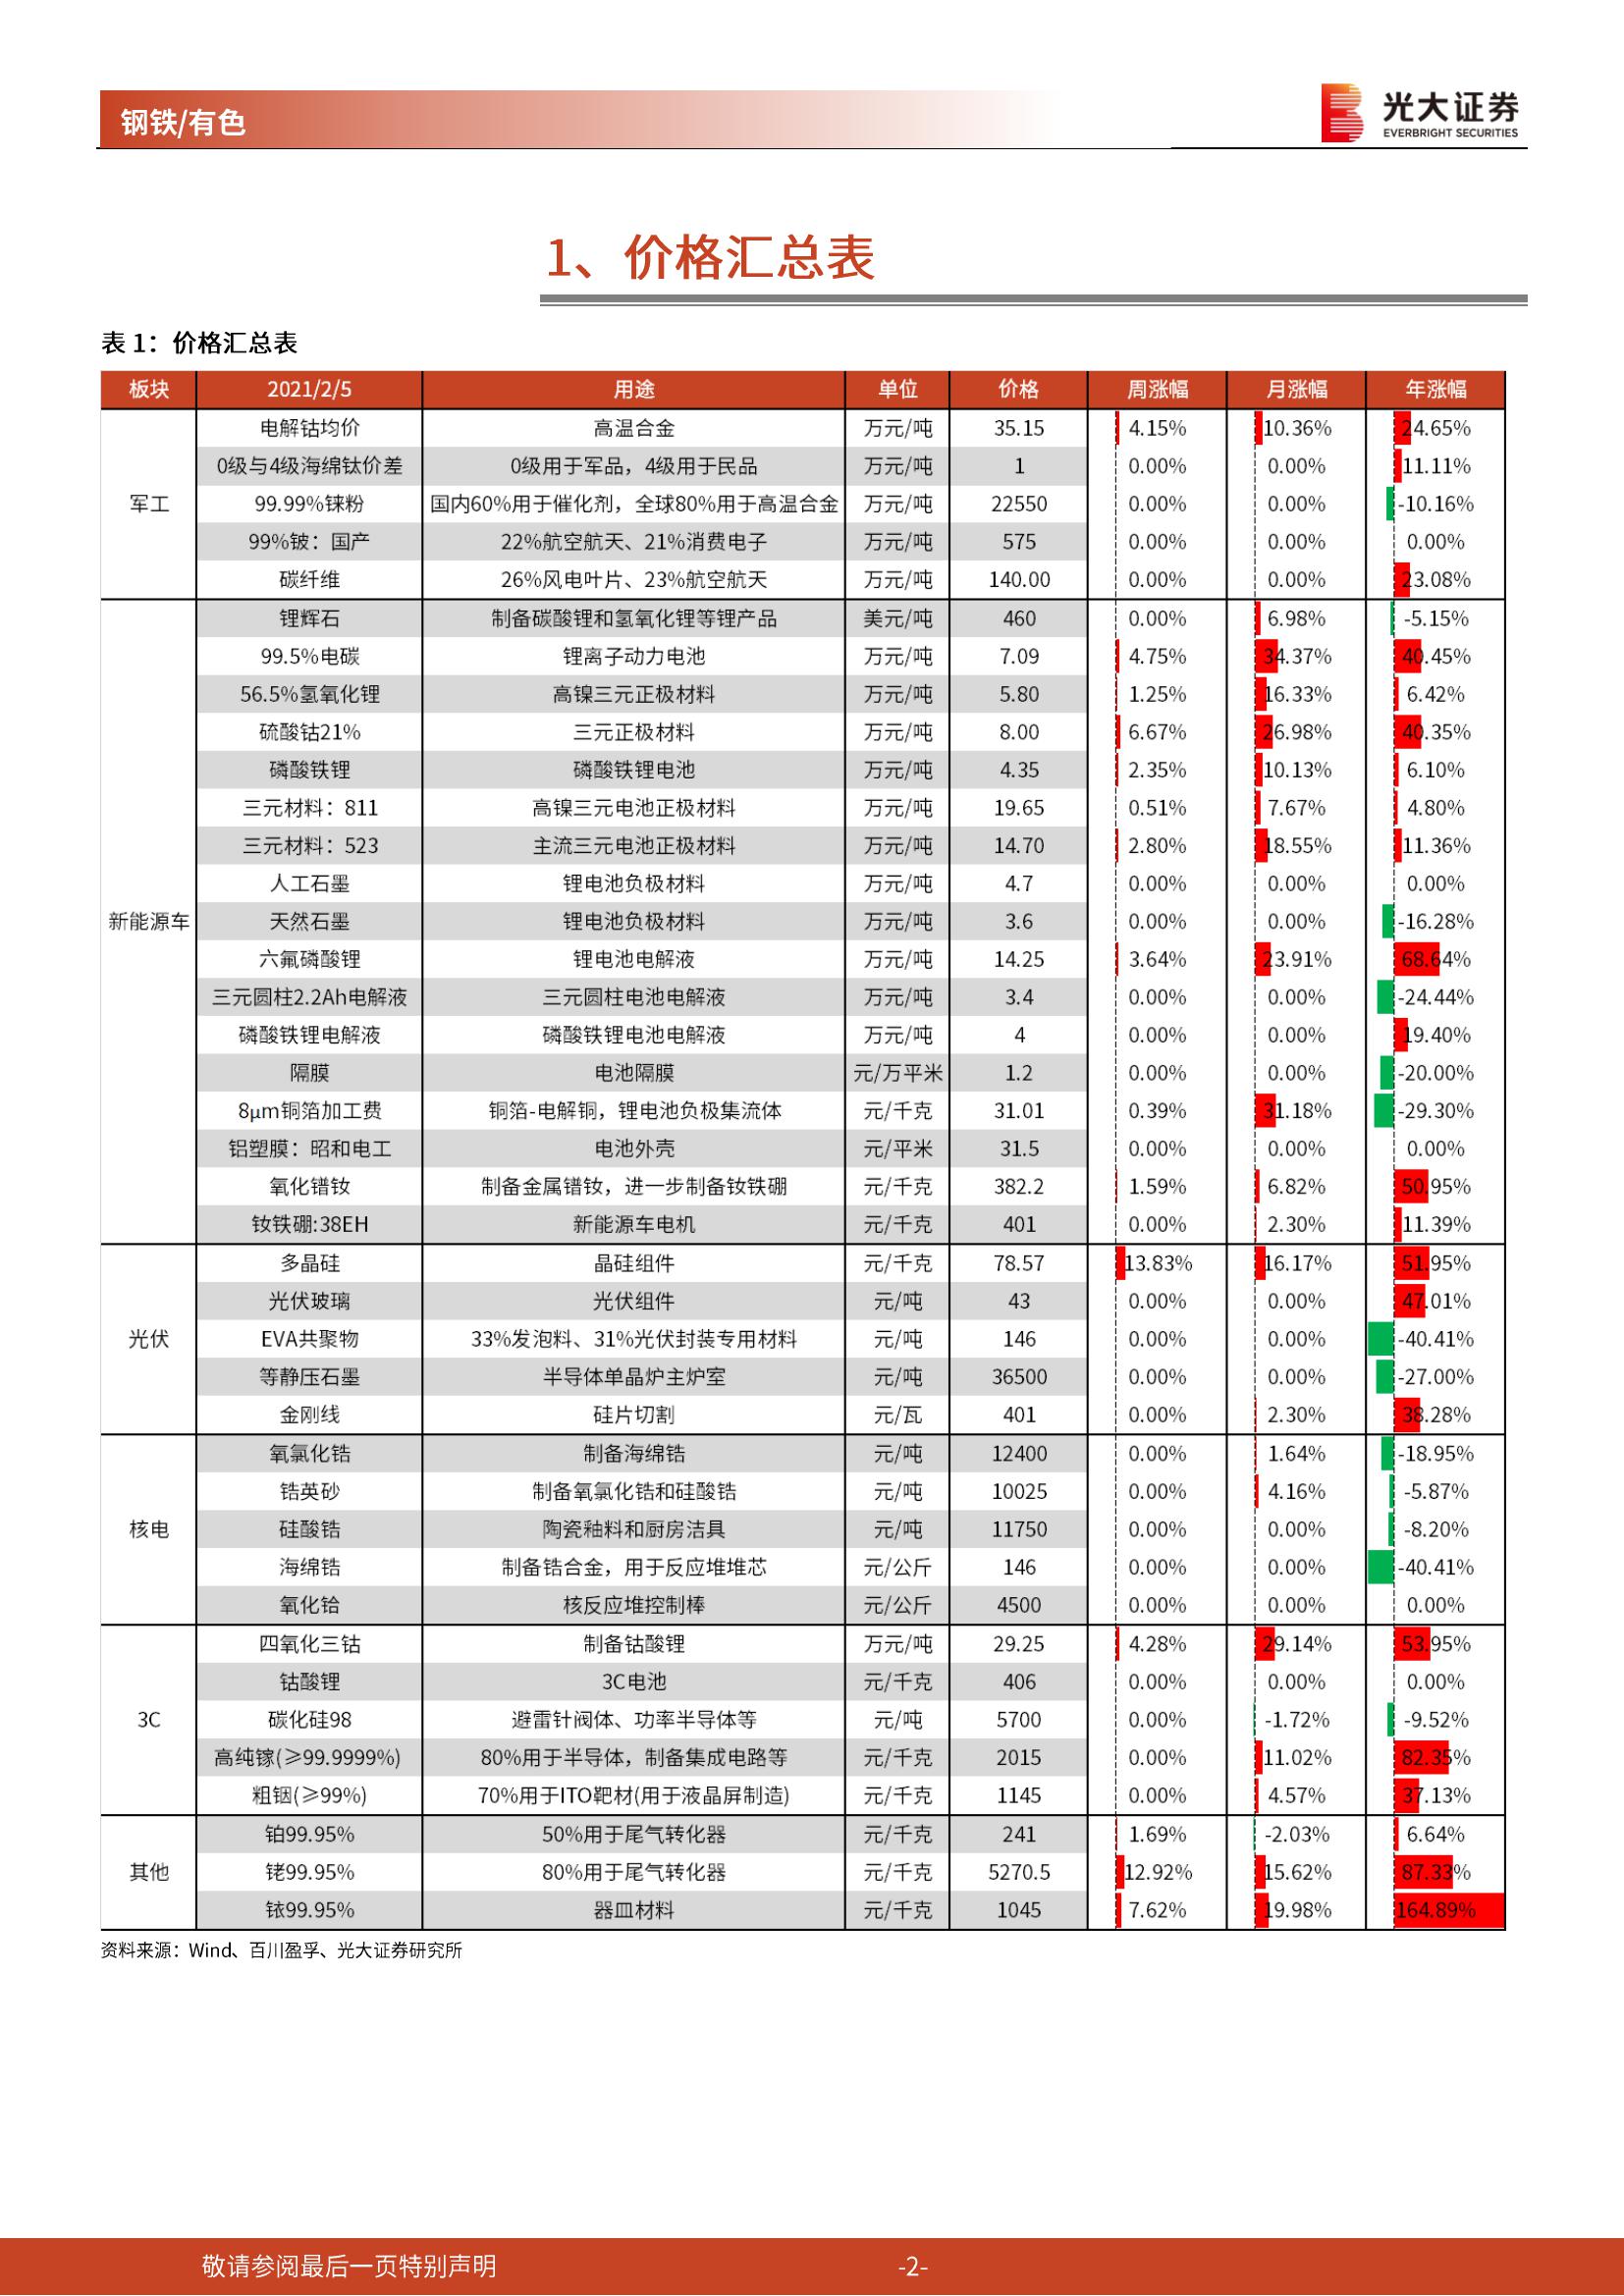 钢铁/有色
光大证券
EVERBRIGHT SECURITIES
1、价格汇总表
表 1：价格汇总表
板块 2021/2/5 用途 单位 价格 周涨幅 月涨幅 年涨幅
军工
电解钴均价 高温合金 万元/吨 35.15 4.15% 10.36% 24.65%
0级与4级海绵钛价差 0级用于军品，4级用于民品 万元/吨 1 0.00% 0.00% 11.11%
99.99%铼粉 国内60%用于催化剂，全球80%用于高温合金 万元/吨 22550 0.00% 0.00% -10.16%
99%铍：国产 22%航空航天、21%消费电子 万元/吨 575 0.00% 0.00% 0.00%
碳纤维 26%风电叶片、23%航空航天 万元/吨 140.00 0.00% 0.00% 23.08%
新能源车
锂辉石 制备碳酸锂和氢氧化锂等锂产品 美元/吨 460 0.00% 6.98% -5.15%
99.5%电碳 锂离子动力电池 万元/吨 7.09 4.75% 34.37% 40.45%
56.5%氢氧化锂 高镍三元正极材料 万元/吨 5.80 1.25% 16.33% 6.42%
硫酸钴21% 三元正极材料 万元/吨 8.00 6.67% 26.98% 40.35%
磷酸铁锂 磷酸铁锂电池 万元/吨 4.35 2.35% 10.13% 6.10%
三元材料：811 高镍三元电池正极材料 万元/吨 19.65 0.51% 7.67% 4.80%
三元材料：523 主流三元电池正极材料 万元/吨 14.70 2.80% 18.55% 11.36%
人工石墨 锂电池负极材料 万元/吨 4.7 0.00% 0.00% 0.00%
天然石墨 锂电池负极材料 万元/吨 3.6 0.00% 0.00% -16.28%
六氟磷酸锂 锂电池电解液 万元/吨 14.25 3.64% 23.91% 68.64%
三元圆柱2.2Ah电解液 三元圆柱电池电解液 万元/吨 3.4 0.00% 0.00% -24.44%
磷酸铁锂电解液 磷酸铁锂电池电解液 万元/吨 4 0.00% 0.00% 19.40%
隔膜 电池隔膜 元/万平米 1.2 0.00% 0.00% -20.00%
8μm铜箔加工费 铜箔-电解铜，锂电池负极集流体 元/千克 31.01 0.39% 31.18% -29.30%
铝塑膜：昭和电工 电池外壳 元/平米 31.5 0.00% 0.00% 0.00%
氧化镨钕 制备金属镨钕，进一步制备钕铁硼 元/千克 382.2 1.59% 6.82% 50.95%
钕铁硼:38EH 新能源车电机 元/千克 401 0.00% 2.30% 11.39%
光伏
多晶硅 晶硅组件 元/千克 78.57 13.83% 16.17% 51.95%
光伏玻璃 光伏组件 元/吨 43 0.00% 0.00% 47.01%
EVA共聚物 33%发泡料、31%光伏封装专用材料 元/吨 146 0.00% 0.00% -40.41%
等静压石墨 半导体单晶炉主炉室 元/吨 36500 0.00% 0.00% -27.00%
金刚线 硅片切割 元/瓦 401 0.00% 2.30% 38.28%
核电
氧氯化锆 制备海绵锆 元/吨 12400 0.00% 1.64% -18.95%
锆英砂 制备氧氯化锆和硅酸锆 元/吨 10025 0.00% 4.16% -5.87%
硅酸锆 陶瓷釉料和厨房洁具 元/吨 11750 0.00% 0.00% -8.20%
海绵锆 制备锆合金，用于反应堆堆芯 元/公斤 146 0.00% 0.00% -40.41%
氧化铪 核反应堆控制棒 元/公斤 4500 0.00% 0.00% 0.00%
3C
四氧化三钴 制备钴酸锂 万元/吨 29.25 4.28% 29.14% 53.95%
钴酸锂 3C电池 元/千克 406 0.00% 0.00% 0.00%
碳化硅98 避雷针阀体、功率半导体等 元/吨 5700 0.00% -1.72% -9.52%
高纯镓(≥99.9999%) 80%用于半导体，制备集成电路等 元/千克 2015 0.00% 11.02% 82.35%
粗铟(≥99%) 70%用于ITO靶材(用于液晶屏制造) 元/千克 1145 0.00% 4.57% 37.13%
其他
铂99.95% 50%用于尾气转化器 元/千克 241 1.69% -2.03% 6.64%
铑99.95% 80%用于尾气转化器 元/千克 5270.5 12.92% 15.62% 87.33%
铱99.95% 器皿材料 元/千克 1045 7.62% 19.98% 164.89%
资料来源：Wind、百川盈孚、光大证券研究所
敬请参阅最后一页特别声明 -2-